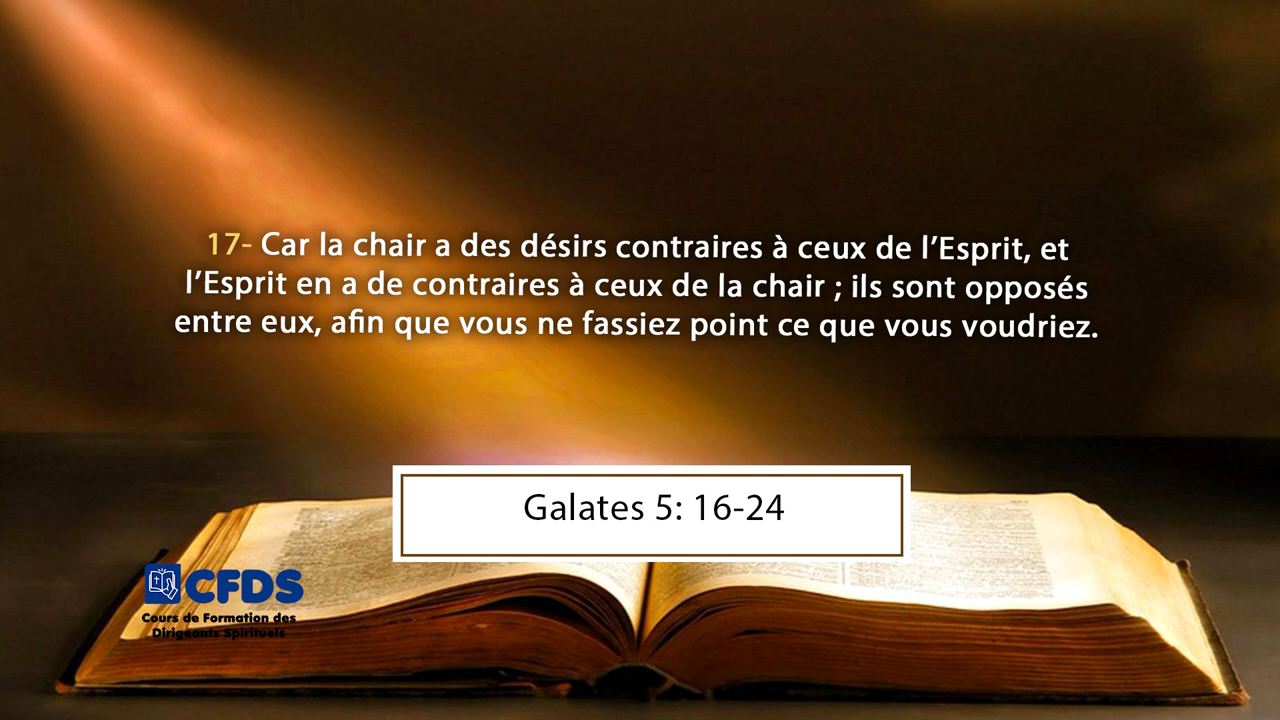 17- Car la chair a des désirs contraires à ceux de l’Esprit, et
l’Esprit en a de contraires à ceux de la chair ; ils sont opposés
entre eux, afin que vous ne fassiez point ce que vous voudriez.
Galates 5: 16-24
CFDS
Cours de Formation des
Dirigeants Spirituels